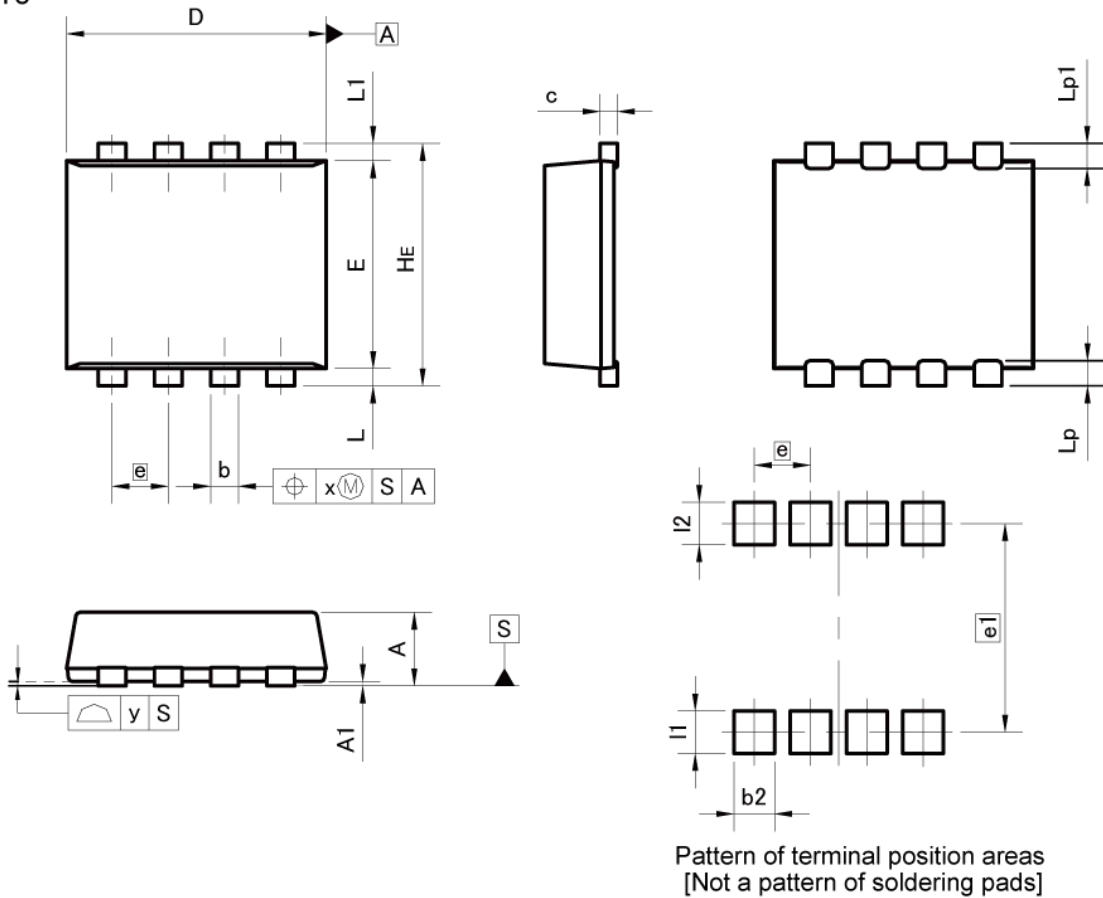 D
A
L1
c
Lp1
E
HE
L
e
b
x Ⓜ S A
Lp
e
l2
e1
A
S
y S
A1
l1
b2
Pattern of terminal position areas
[Not a pattern of soldering pads]